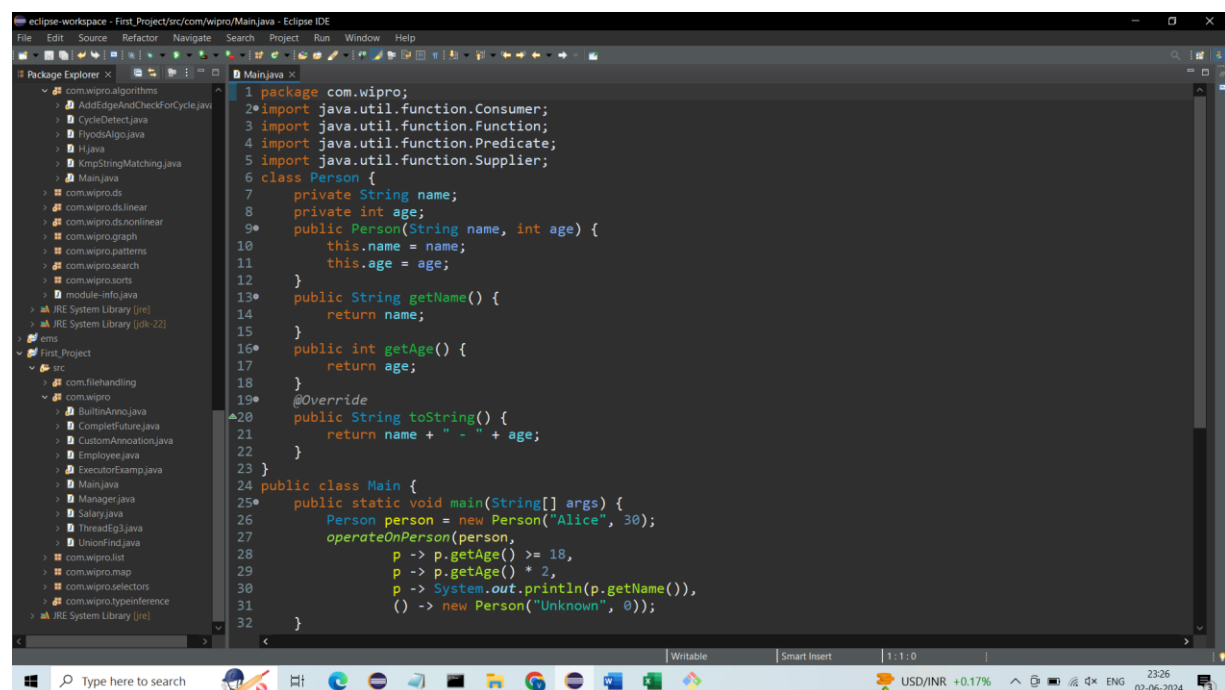 eclipse-workspace - First_Project/src/com/wipro/Main.java - Eclipse IDE
File Edit Source Refactor Navigate Search Project Run Window Help
Package Explorer ×
Main.java ×
com.wipro.algorithms
AddEdgeAndCheckForCycle.java
CycleDetect.java
FlyodsAlgo.java
H.java
KmpStringMatching.java
Main.java
com.wipro.ds
com.wipro.ds.linear
com.wipro.ds.nonlinear
com.wipro.graph
com.wipro.patterns
com.wipro.search
com.wipro.sorts
module-info.java
JRE System Library [jre]
JRE System Library [jdk-22]
ems
First_Project
src
com.filehandling
com.wipro
BuiltinAnno.java
CompletFuture.java
CustomAnnoation.java
Employee.java
ExecutorExamp.java
Main.java
Manager.java
Salary.java
ThreadEg3.java
UnionFind.java
com.wipro.list
com.wipro.map
com.wipro.selectors
com.wipro.typeinference
JRE System Library [jre]
1 package com.wipro;
2 import java.util.function.Consumer;
3 import java.util.function.Function;
4 import java.util.function.Predicate;
5 import java.util.function.Supplier;
6 class Person {
7 private String name;
8 private int age;
9 public Person(String name, int age) {
10 this.name = name;
11 this.age = age;
12 }
13 public String getName() {
14 return name;
15 }
16 public int getAge() {
17 return age;
18 }
19 @Override
20 public String toString() {
21 return name + " - " + age;
22 }
23 }
24 public class Main {
25 public static void main(String[] args) {
26 Person person = new Person("Alice", 30);
27 operateOnPerson(person,
28 p -> p.getAge() >= 18,
29 p -> p.getAge() * 2,
30 p -> System.out.println(p.getName()),
31 () -> new Person("Unknown", 0));
32 }
Writable Smart Insert 1 : 1 : 0
Type here to search
USD/INR +0.17% ENG 23:26
02-06-2024